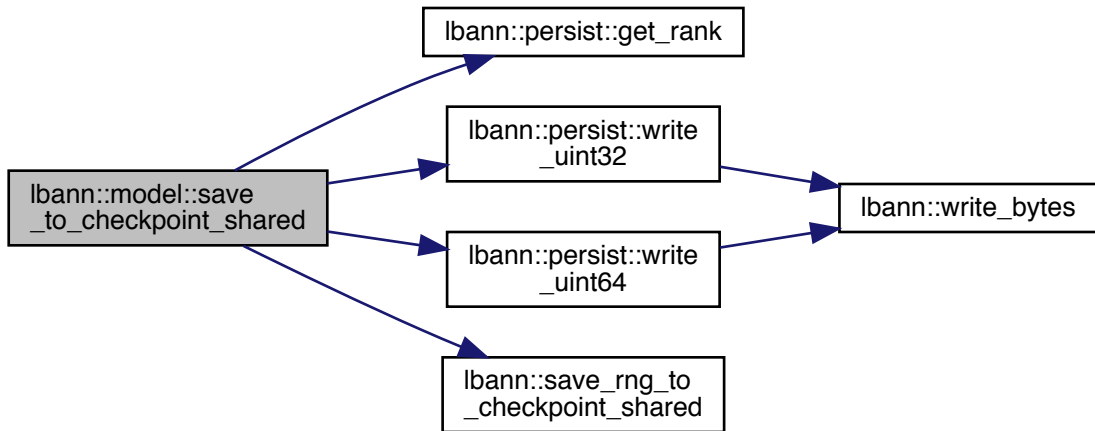 lbann::persist::get_rank
lbann::persist::write
_uint32
lbann::model::save
_to_checkpoint_shared
lbann::write_bytes
lbann::persist::write
_uint64
lbann::save_rng_to
_checkpoint_shared